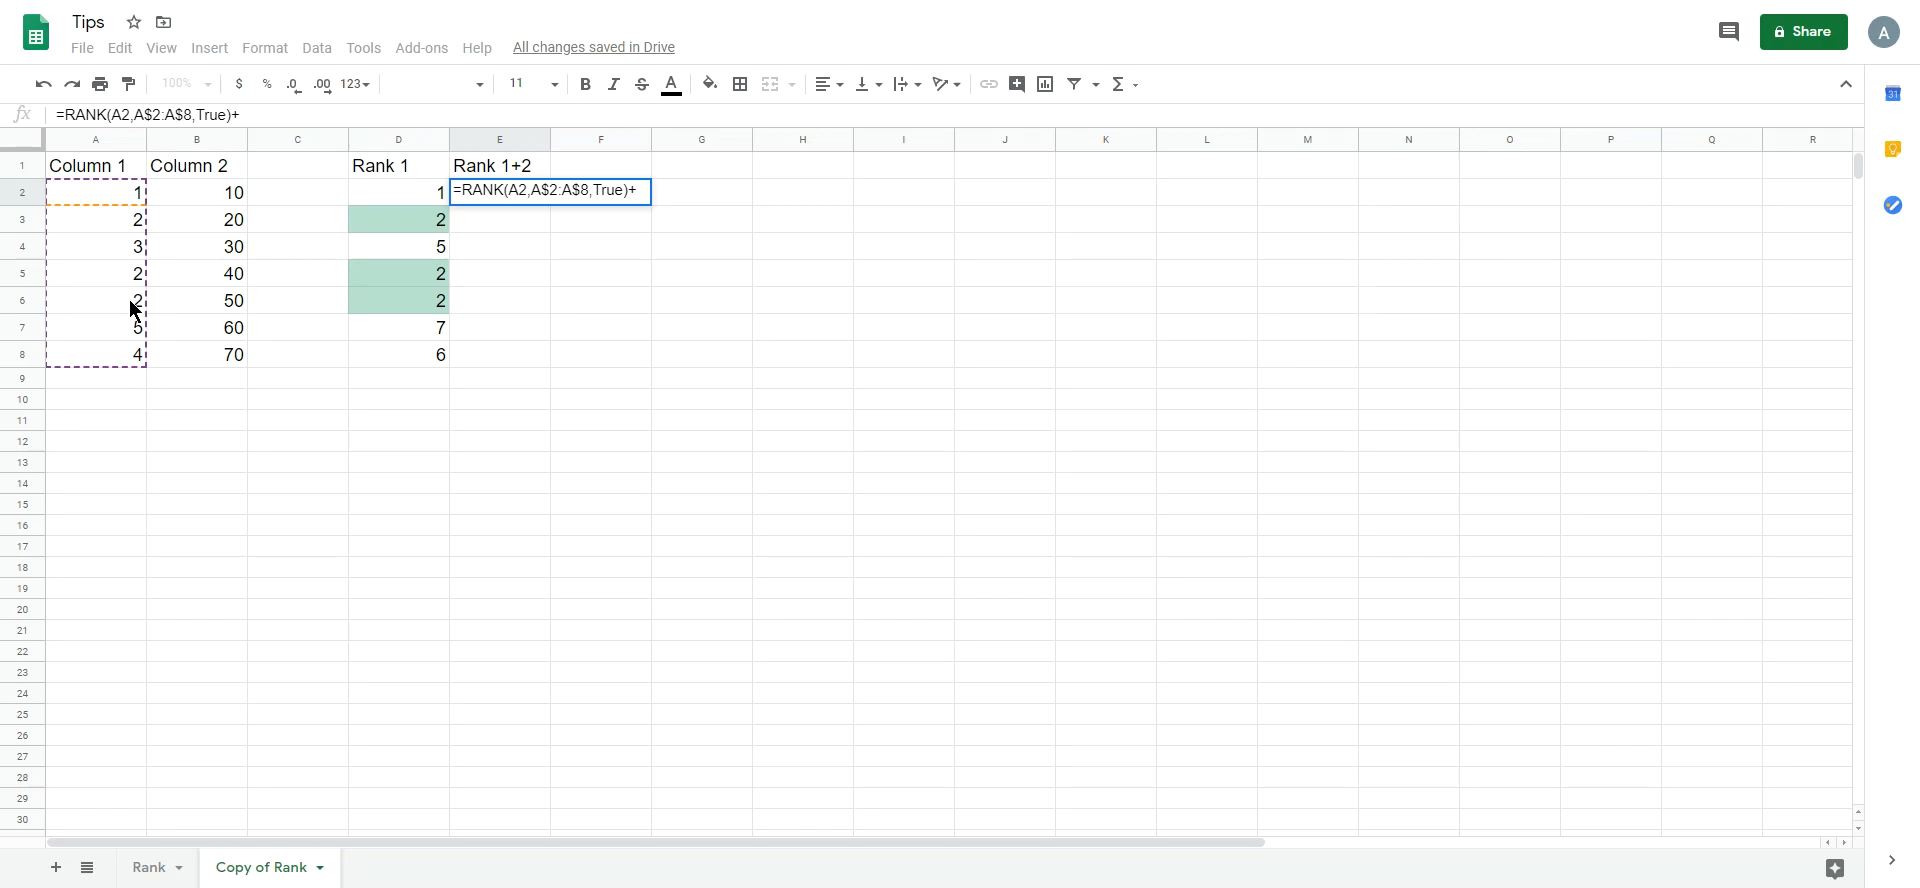 Tips
File Edit View Insert Format Data Tools Add-ons Help All changes saved in Drive
Share
A
100% $ % .0 .00 123 11 B I S A Σ
31
fx =RANK(A2,A$2:A$8,True)+
A B C D E F G H I J K L M N O P Q R
1 Column 1 Column 2 Rank 1 Rank 1+2
2 1 10 1 =RANK(A2,A$2:A$8,True)+
3 2 20 2
4 3 30 5
5 2 40 2
6 2 50 2
7 5 60 7
8 4 70 6
9
10
11
12
13
14
15
16
17
18
19
20
21
22
23
24
25
26
27
28
29
30
+ Rank Copy of Rank